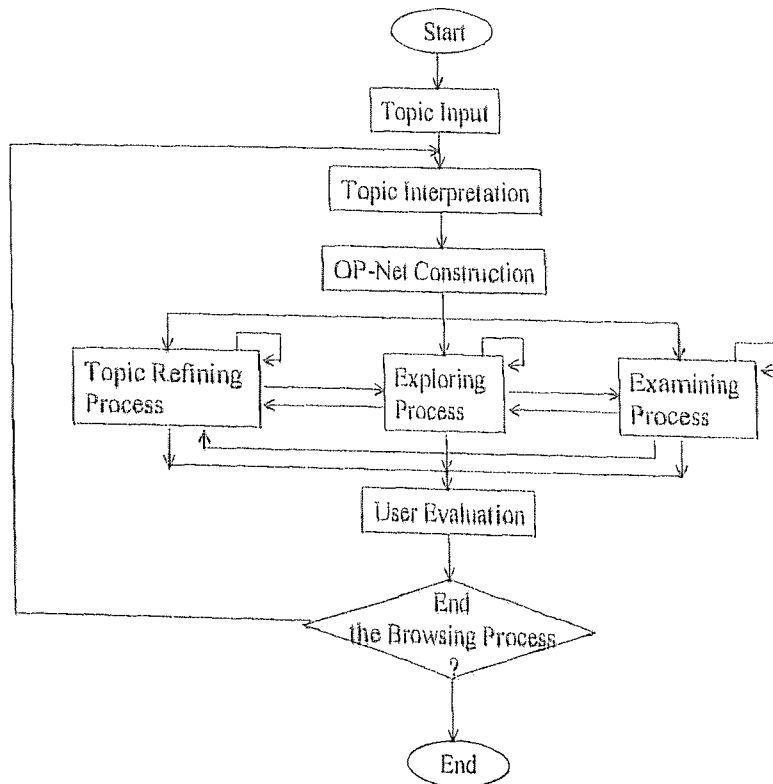 Start
Topic Input
Topic Interpretation
OP-Net Construction
Topic Refining
Process
Exploring
Process
Examining
Process
User Evaluation
End
the Browsing Process
?
End